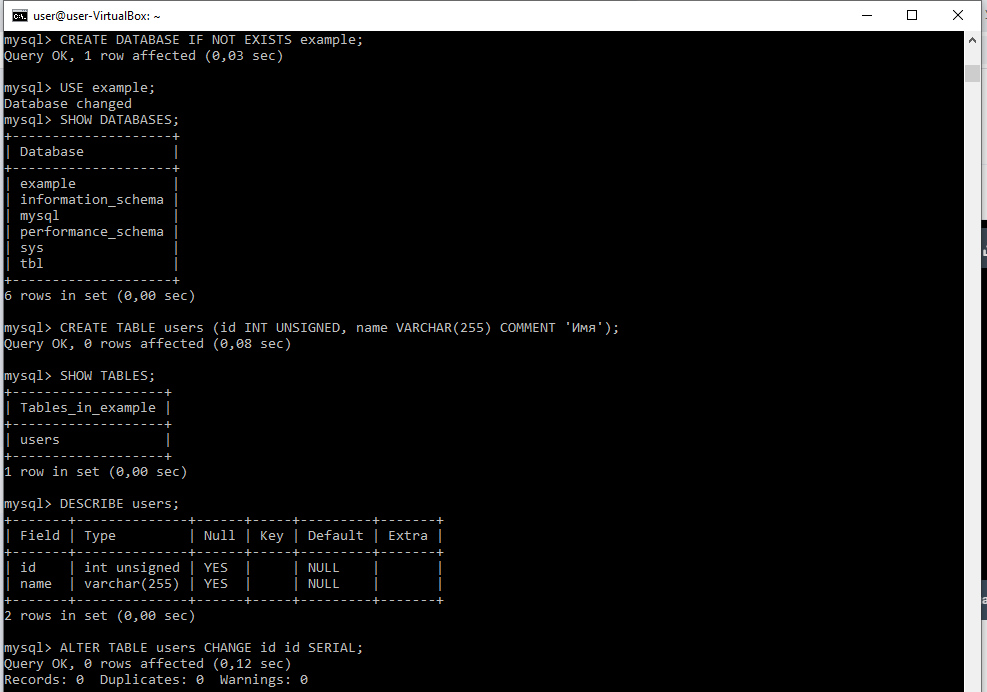 user@user-VirtualBox: ~
mysql> CREATE DATABASE IF NOT EXISTS example;
Query OK, 1 row affected (0,03 sec)
mysql> USE example;
Database changed
mysql> SHOW DATABASES;
+--------------------+
| Database           |
+--------------------+
| example            |
| information_schema |
| mysql              |
| performance_schema |
| sys                |
| tbl                |
+--------------------+
6 rows in set (0,00 sec)
mysql> CREATE TABLE users (id INT UNSIGNED, name VARCHAR(255) COMMENT 'Имя');
Query OK, 0 rows affected (0,08 sec)
mysql> SHOW TABLES;
+-------------------+
| Tables_in_example |
+-------------------+
| users             |
+-------------------+
1 row in set (0,00 sec)
mysql> DESCRIBE users;
+-------+--------------+------+-----+---------+-------+
| Field | Type         | Null | Key | Default | Extra |
+-------+--------------+------+-----+---------+-------+
| id    | int unsigned | YES  |     | NULL    |       |
| name  | varchar(255) | YES  |     | NULL    |       |
+-------+--------------+------+-----+---------+-------+
2 rows in set (0,00 sec)
mysql> ALTER TABLE users CHANGE id id SERIAL;
Query OK, 0 rows affected (0,12 sec)
Records: 0  Duplicates: 0  Warnings: 0